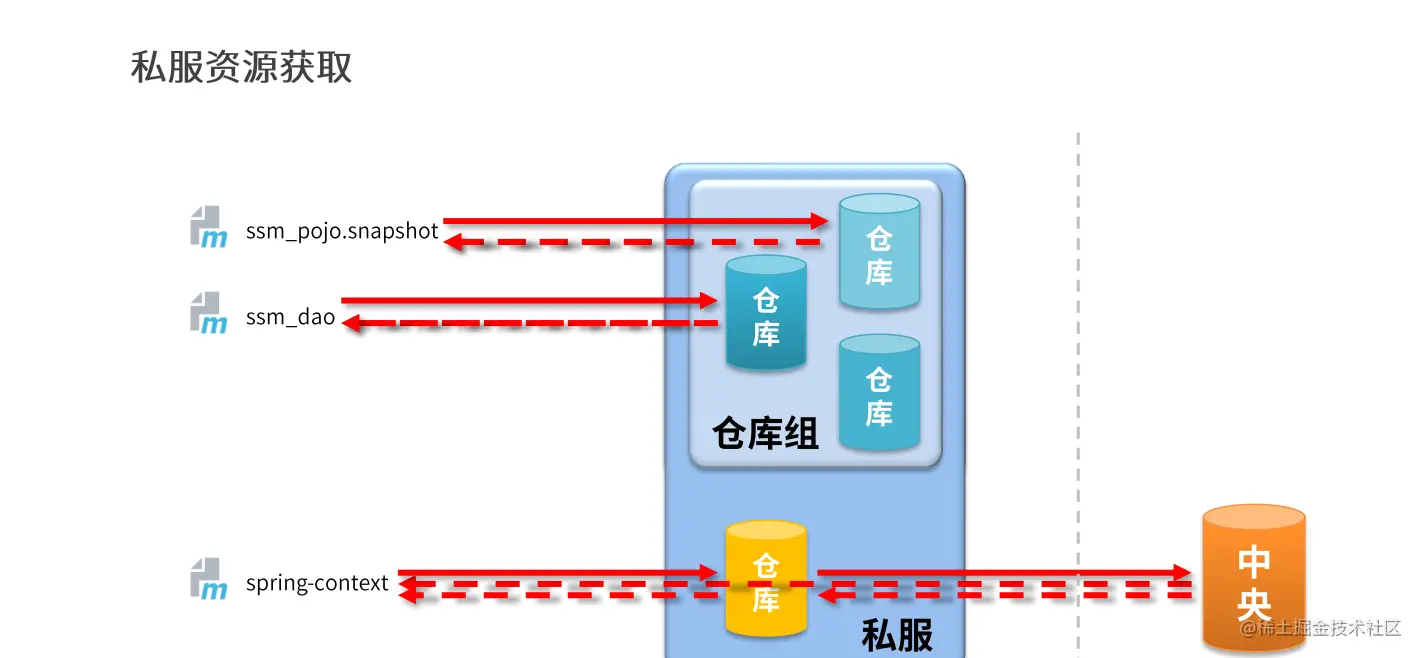 私服资源获取
ssm_pojo.snapshot
仓
库
ssm_dao
仓
库
仓
库
仓库组
spring-context
仓
库
私服
中
央
@稀土掘金技术社区